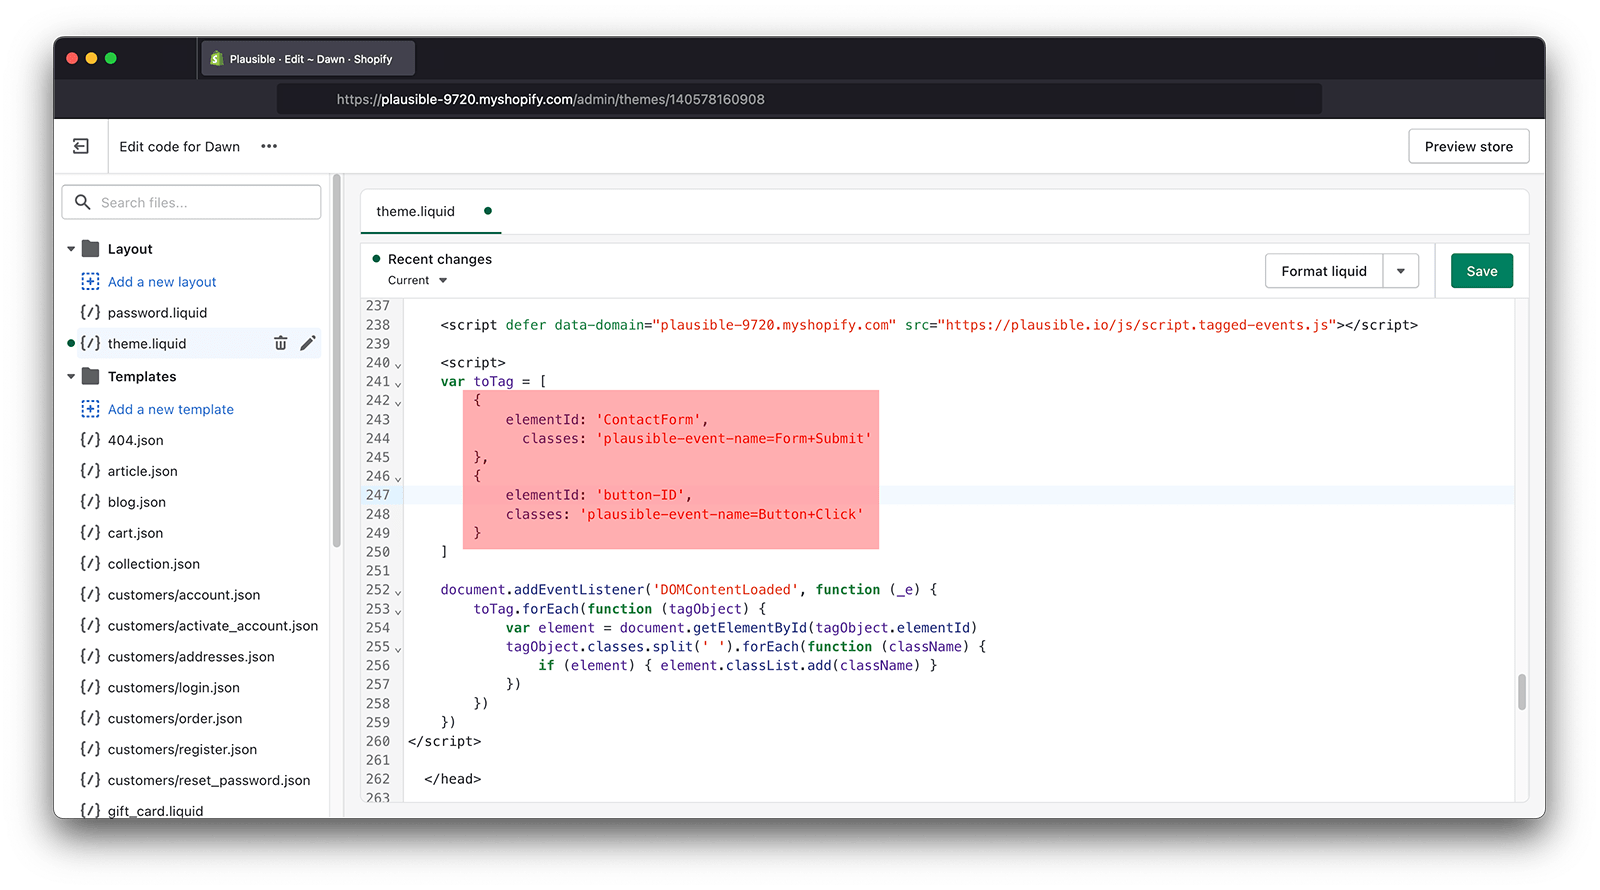 Plausible · Edit ~ Dawn · Shopify
https://plausible-9720.myshopify.com/admin/themes/140578160908
Edit code for Dawn •••
Preview store
Search files...
Layout
Add a new layout
{/} password.liquid
{/} theme.liquid
Templates
Add a new template
{/} 404.json
{/} article.json
{/} blog.json
{/} cart.json
{/} collection.json
{/} customers/account.json
{/} customers/activate_account.json
{/} customers/addresses.json
{/} customers/login.json
{/} customers/order.json
{/} customers/register.json
{/} customers/reset_password.json
{/} gift_card.liquid
theme.liquid
Recent changes
Current
Format liquid
Save
237
238 <script defer data-domain="plausible-9720.myshopify.com" src="https://plausible.io/js/script.tagged-events.js"></script>
239
240 <script>
241 var toTag = [
242 {
243 elementId: 'ContactForm',
244 classes: 'plausible-event-name=Form+Submit'
245 },
246 {
247 elementId: 'button-ID',
248 classes: 'plausible-event-name=Button+Click'
249 }
250 ]
251
252 document.addEventListener('DOMContentLoaded', function (_e) {
253 toTag.forEach(function (tagObject) {
254 var element = document.getElementById(tagObject.elementId)
255 tagObject.classes.split(' ').forEach(function (className) {
256 if (element) { element.classList.add(className) }
257 })
258 })
259 })
260 </script>
261
262 </head>
263